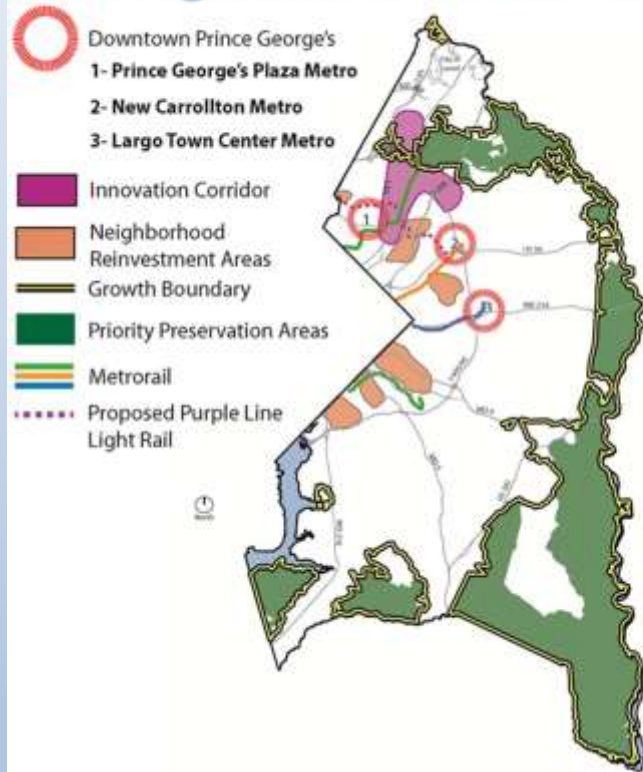 Downtown Prince George's
1- Prince George's Plaza Metro
2- New Carrollton Metro
3- Largo Town Center Metro
Innovation Corridor
Neighborhood
Reinvestment Areas
Growth Boundary
Priority Preservation Areas
Metrorail
Proposed Purple Line
Light Rail
1
2
3